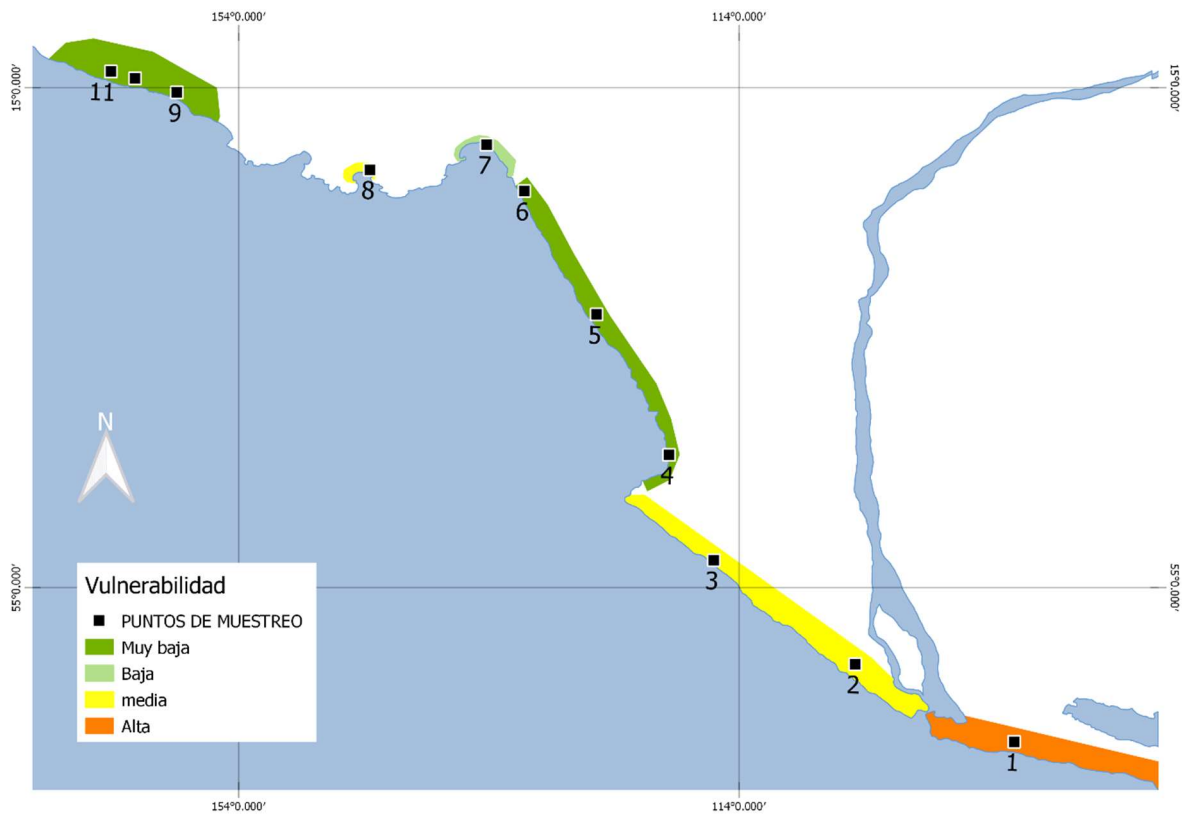 154°0.000′
114°0.000′
15°0.000′
15°0.000′
11
9
7
8
6
5
N
4
3
55°0.000′
55°0.000′
Vulnerabilidad
PUNTOS DE MUESTREO
Muy baja
Baja
media
Alta
2
1
154°0.000′
114°0.000′